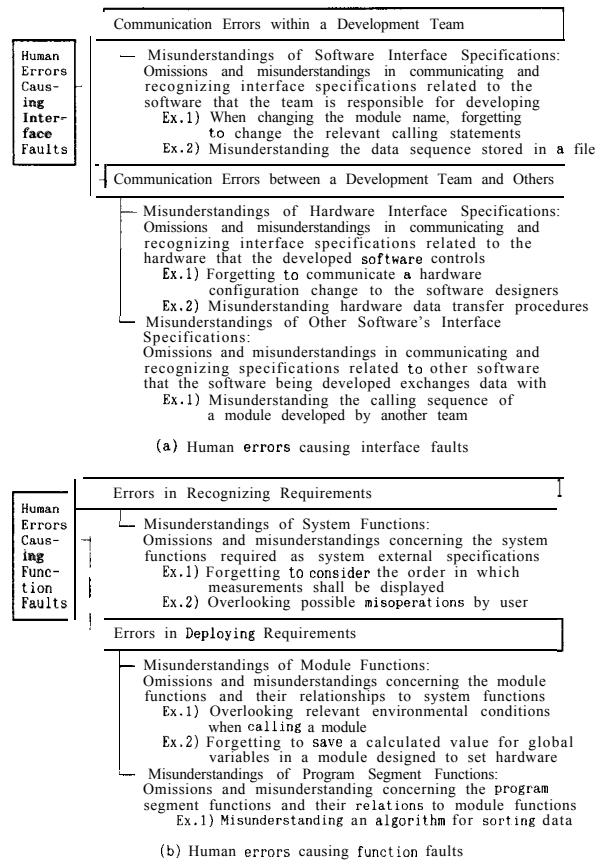 Communication Errors within a Development Team
Human
Errors
Caus-
ing
Inter-
face
Faults
Misunderstandings of Software Interface Specifications:
Omissions and misunderstandings in communicating and
recognizing interface specifications related to the
software that the team is responsible for developing
Ex.1) When changing the module name, forgetting
to change the relevant calling statements
Ex.2) Misunderstanding the data sequence stored in a file
Communication Errors between a Development Team and Others
Misunderstandings of Hardware Interface Specifications:
Omissions and misunderstandings in communicating and
recognizing interface specifications related to the
hardware that the developed software controls
Ex.1) Forgetting to communicate a hardware
configuration change to the software designers
Ex.2) Misunderstanding hardware data transfer procedures
Misunderstandings of Other Software's Interface
Specifications:
Omissions and misunderstandings in communicating and
recognizing specifications related to other software
that the software being developed exchanges data with
Ex.1) Misunderstanding the calling sequence of
a module developed by another team
(a) Human errors causing interface faults
Errors in Recognizing Requirements
Human
Errors
Caus-
ing
Func-
tion
Faults
Misunderstandings of System Functions:
Omissions and misunderstandings concerning the system
functions required as system external specifications
Ex.1) Forgetting to consider the order in which
measurements shall be displayed
Ex.2) Overlooking possible misoperations by user
Errors in Deploying Requirements
Misunderstandings of Module Functions:
Omissions and misunderstandings concerning the module
functions and their relationships to system functions
Ex.1) Overlooking relevant environmental conditions
when calling a module
Ex.2) Forgetting to save a calculated value for global
variables in a module designed to set hardware
Misunderstandings of Program Segment Functions:
Omissions and misunderstanding concerning the program
segment functions and their relations to module functions
Ex.1) Misunderstanding an algorithm for sorting data
(b) Human errors causing function faults